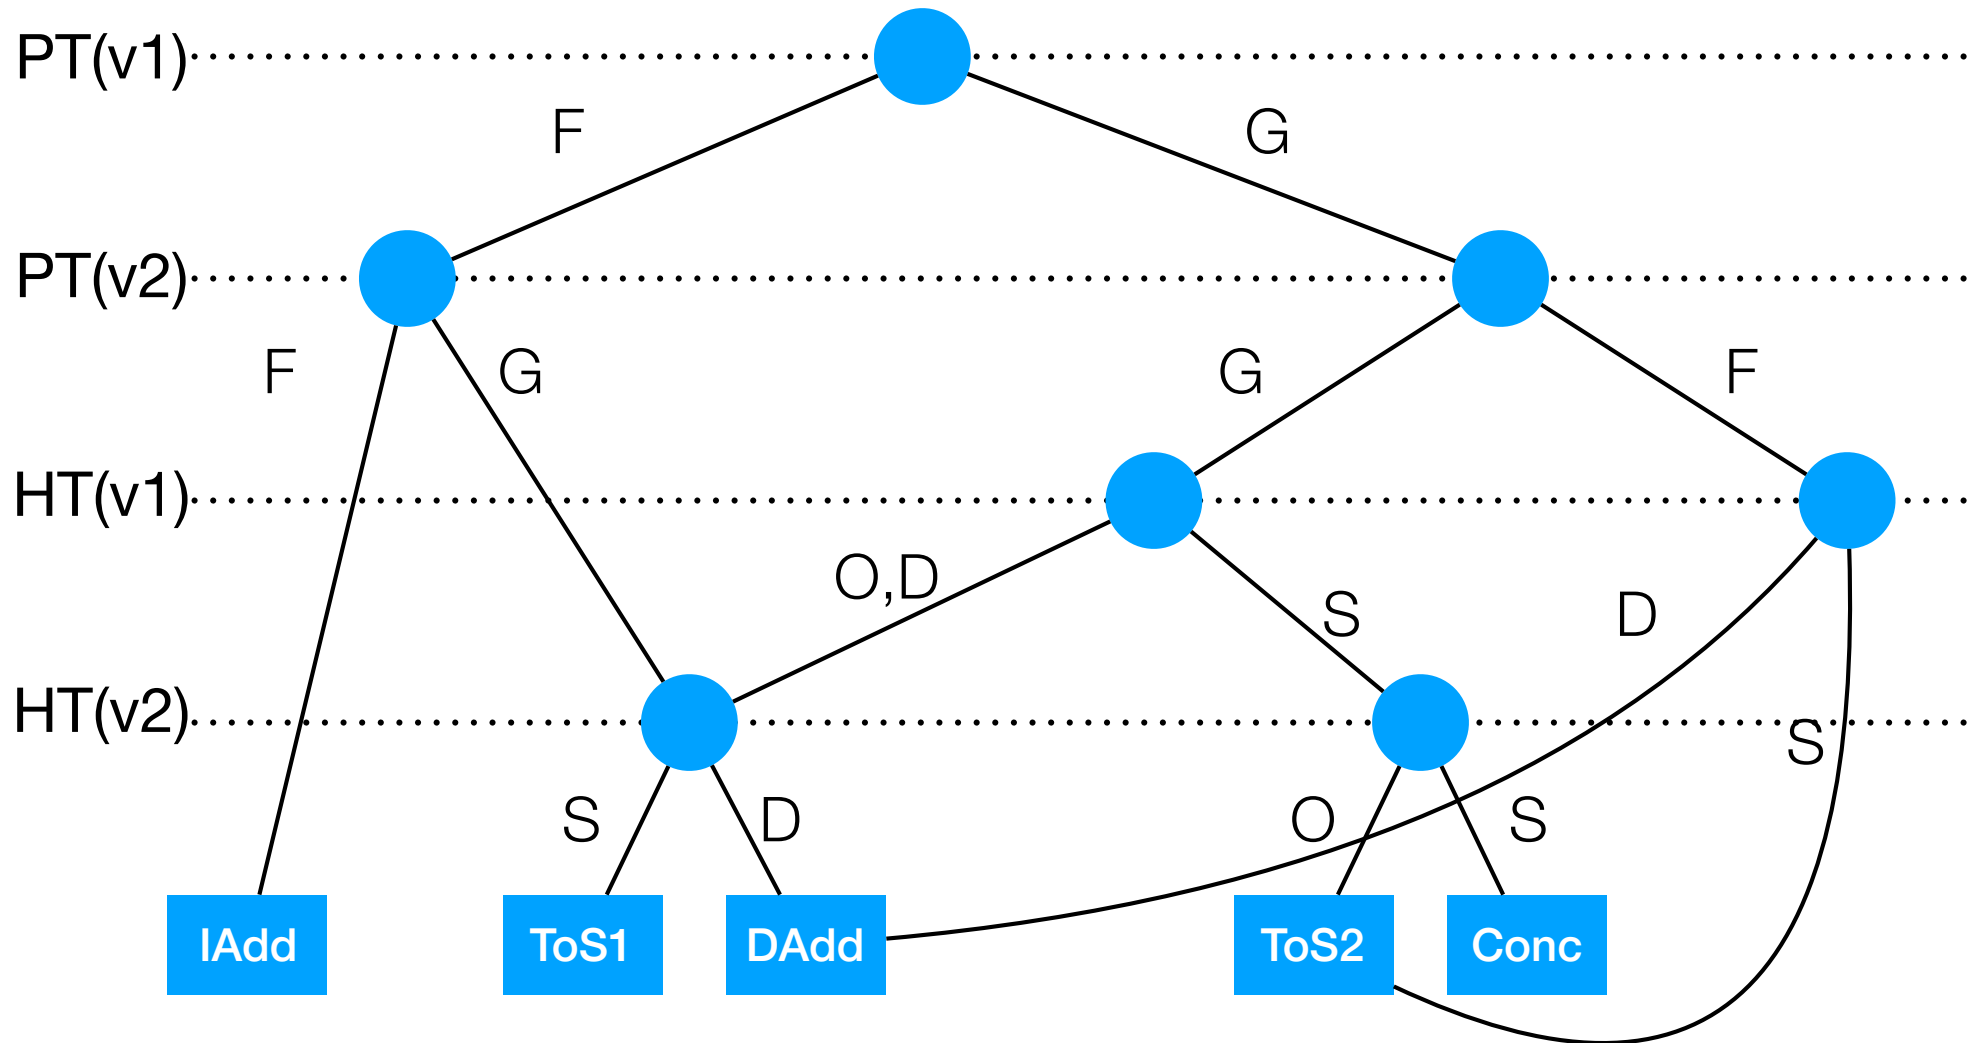 PT(v1)
F
G
PT(v2)
F
G
G
F
HT(v1)
O,D
S
D
HT(v2)
S
S
D
O
S
IAdd
ToS1
DAdd
ToS2
Conc